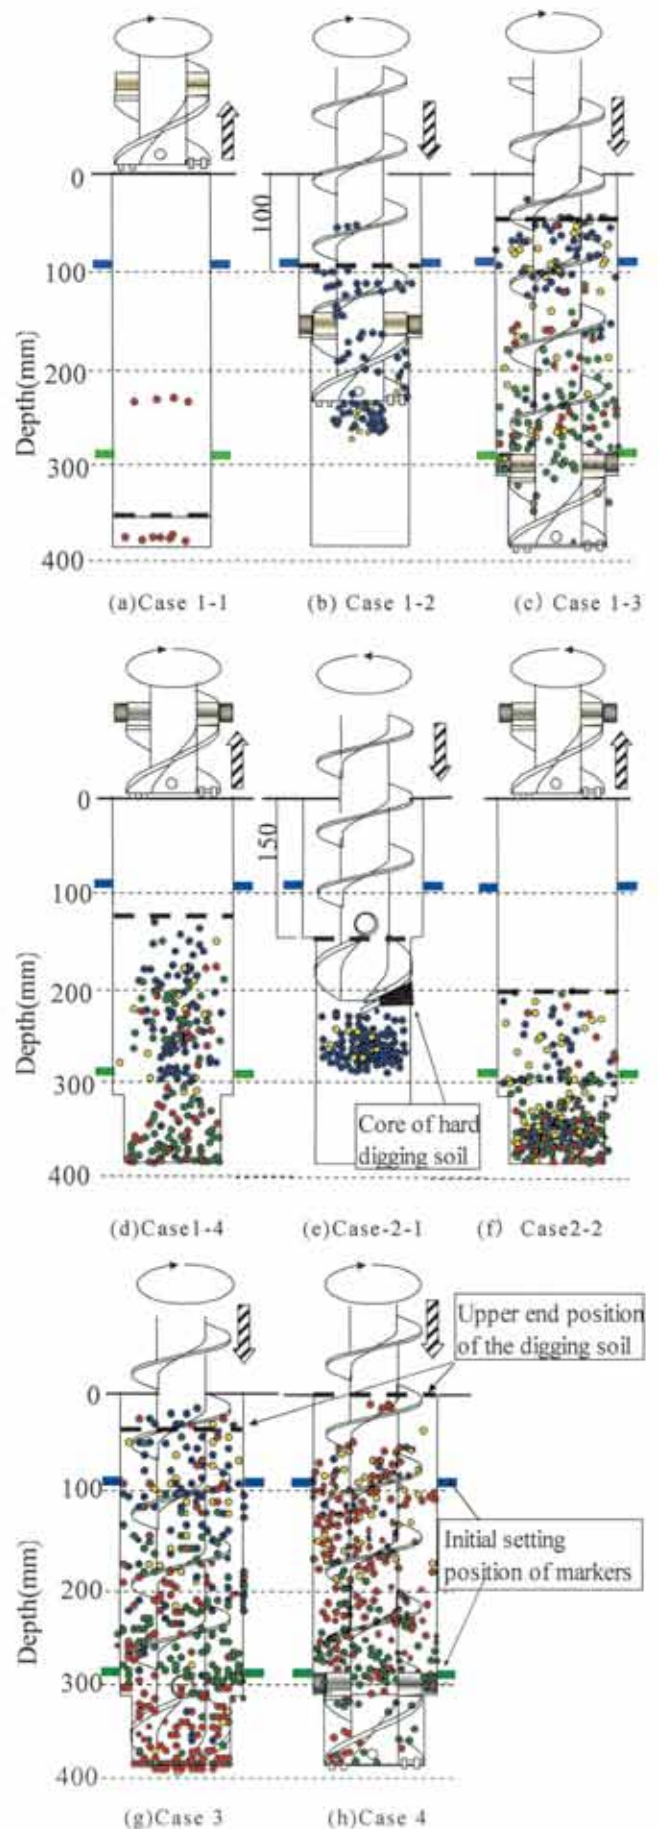 0
100
200
300
400
Depth(mm)
100
(a)Case 1-1
(b) Case 1-2
(c) Case 1-3
0
100
200
300
400
Depth(mm)
150
Core of hard
digging soil
(d)Case1-4
(e)Case-2-1
(f) Case2-2
Upper end position
of the digging soil
0
100
200
300
400
Depth(mm)
Initial setting
position of markers
(g)Case 3
(h)Case 4